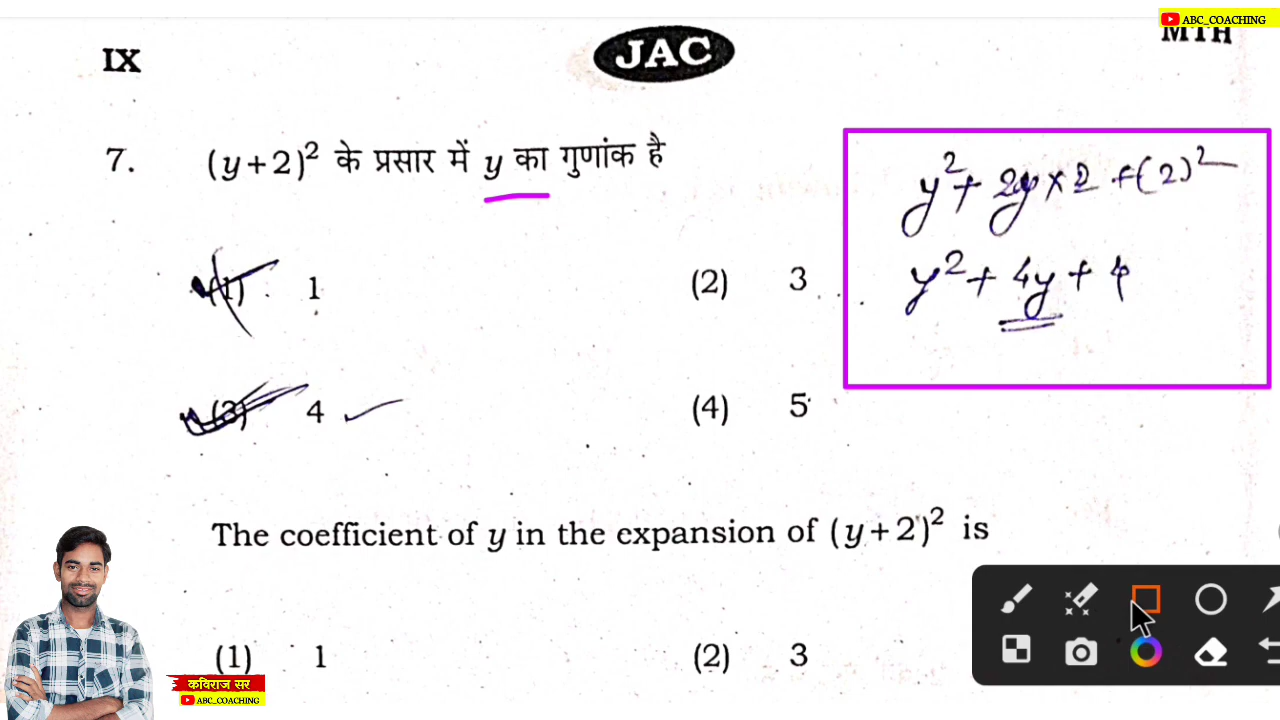 ABC_COACHING
IX
JAC
MTH
7. (y+2)² के प्रसार में y का गुणांक है
(1) 1
(2) 3
(3) 4
(4) 5
y² + 2y × 2 + (2)²
y² + 4y + 4
The coefficient of y in the expansion of (y+2)² is
(1) 1
(2) 3
कविराज सर
ABC_COACHING